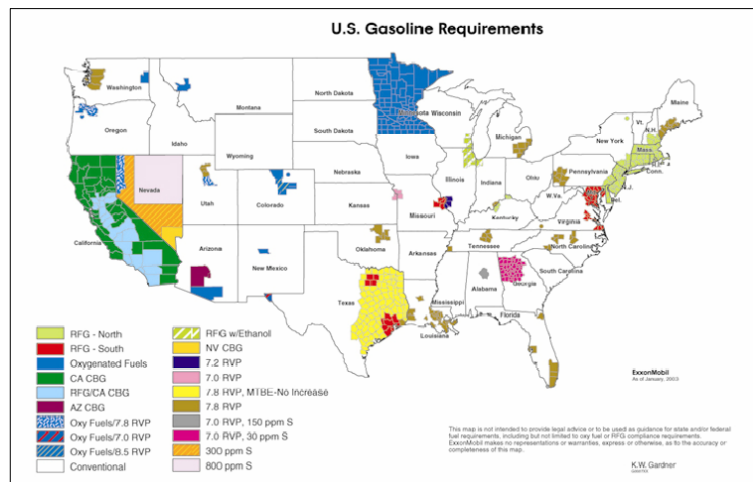 U.S. Gasoline Requirements
Washington
Oregon
Idaho
Montana
Wyoming
North Dakota
South Dakota
Minnesota
Wisconsin
Michigan
Maine
Vt.
N.H.
New York
Mass.
Conn.
R.I.
N.J.
Del.
Pennsylvania
Iowa
Nebraska
Nevada
Utah
Colorado
Kansas
Missouri
Illinois
Indiana
Ohio
W.Va.
Virginia
Kentucky
California
Arizona
New Mexico
Oklahoma
Arkansas
Tennessee
North Carolina
South Carolina
Texas
Louisiana
Mississippi
Alabama
Georgia
Florida
RFG - North
RFG - South
Oxygenated Fuels
CA CBG
RFG/CA CBG
AZ CBG
Oxy Fuels/7.8 RVP
Oxy Fuels/7.0 RVP
Oxy Fuels/8.5 RVP
Conventional
RFG w/Ethanol
NV CBG
7.2 RVP
7.0 RVP
7.8 RVP, MTBE-No Increase
7.8 RVP
7.0 RVP, 150 ppm S
7.0 RVP, 30 ppm S
300 ppm S
800 ppm S
ExxonMobil
As of January, 2003
This map is not intended to provide legal advice or to be used as guidance for state and/or federal
fuel requirements, including but not limited to oxy fuel or RFG compliance requirements.
ExxonMobil makes no representations or warranties, express or otherwise, as to the accuracy or
completeness of this map.
K.W. Gardner